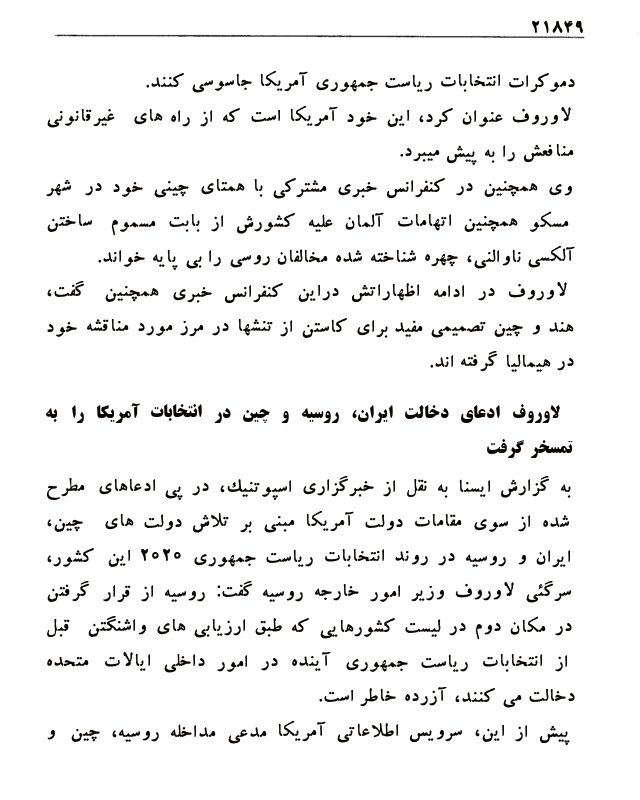 ۲۱۸۴۹
دموکرات انتخابات ریاست جمهوری آمریکا جاسوسی کنند.
لاوروف عنوان کرد، این خود آمریکا است که از راه های غیرقانونی
منافعش را به پیش میبرد.
وی همچنین در کنفرانس خبری مشترکی با همتای چینی خود در شهر
مسکو همچنین اتهامات آلمان علیه کشورش از بابت مسموم ساختن
آلکسی ناوالنی، چهره شناخته شده مخالفان روسی را بی پایه خواند.
لاوروف در ادامه اظهاراتش دراین کنفرانس خبری همچنین گفت،
هند و چین تصمیمی مفید برای کاستن از تنشها در مرز مورد مناقشه خود
در هیمالیا گرفته اند.
لاوروف ادعای دخالت ایران، روسیه و چین در انتخابات آمریکا را به
تمسخر گرفت
به گزارش ایسنا به نقل از خبرگزاری اسپوتنیك، در پی ادعاهای مطرح
شده از سوی مقامات دولت آمریکا مبنی بر تلاش دولت های چین،
ایران و روسیه در روند انتخابات ریاست جمهوری ۲۰۲۰ این کشور،
سرگئی لاوروف وزیر امور خارجه روسیه گفت: روسیه از قرار گرفتن
در مکان دوم در لیست کشورهایی که طبق ارزیابی های واشنگتن قبل
از انتخابات ریاست جمهوری آینده در امور داخلی ایالات متحده
دخالت می کنند، آزرده خاطر است.
پیش از این، سرویس اطلاعاتی آمریکا مدعی مداخله روسیه، چین و